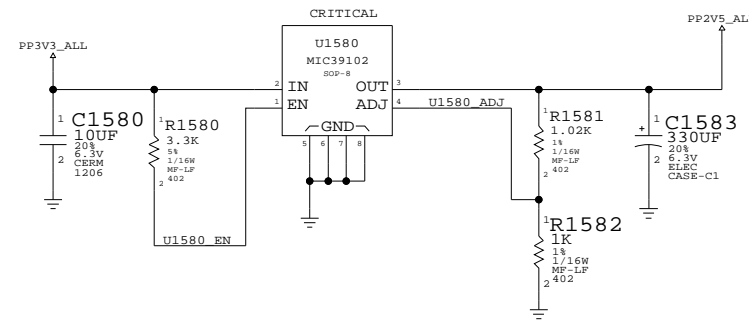 CRITICAL
PP2V5_AL
PP3V3_ALL
U1580
MIC39102
SOP-8
2 IN OUT 3
1 EN ADJ 4
U1580_ADJ
GND
5 6 7 8
1 C1580
10UF
20%
6.3V
CERM
1206
2
1 R1580
3.3K
5%
1/16W
MF-LF
402
2
U1580_EN
1 R1581
1.02K
1%
1/16W
MF-LF
402
2
1 C1583
+ 330UF
20%
6.3V
ELEC
CASE-C1
2
1 R1582
1K
1%
1/16W
MF-LF
402
2